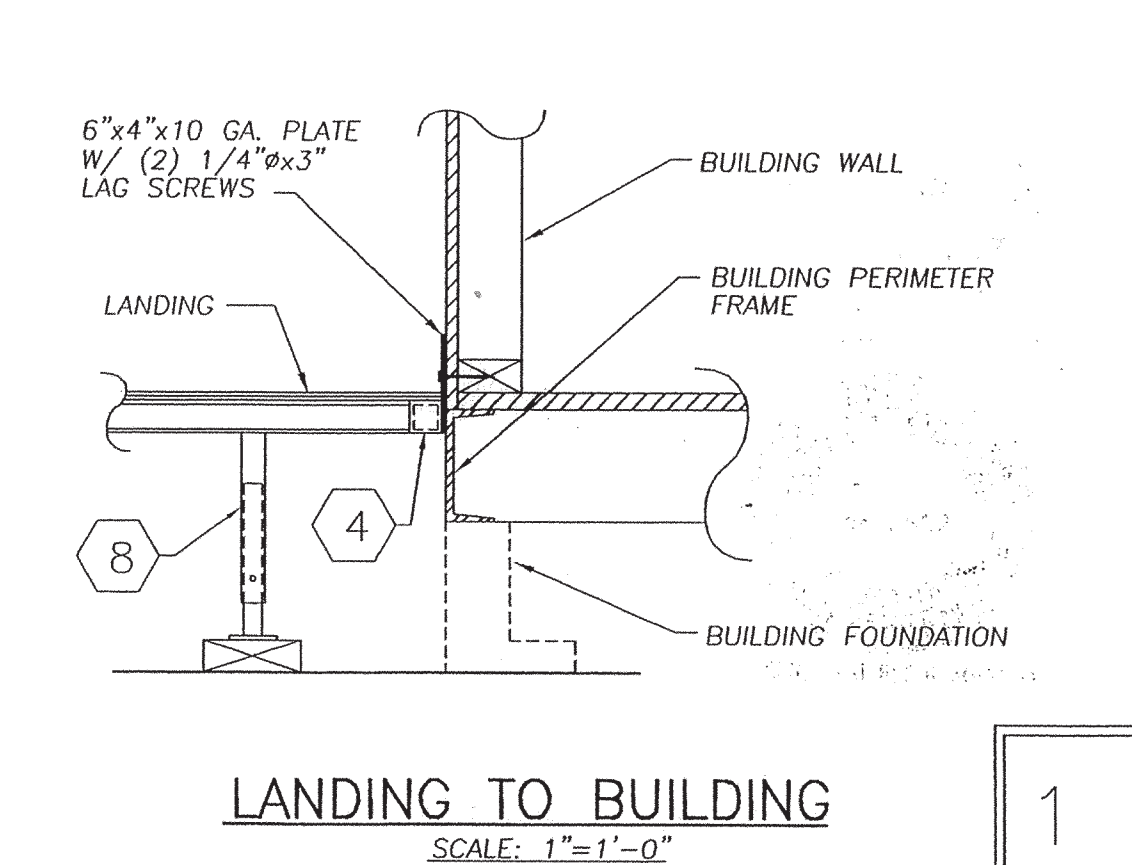 6"x4"x10 GA. PLATE
W/ (2) 1/4"øx3"
LAG SCREWS
BUILDING WALL
BUILDING PERIMETER
FRAME
LANDING
4
8
BUILDING FOUNDATION
LANDING TO BUILDING
SCALE: 1"=1'-0"
1